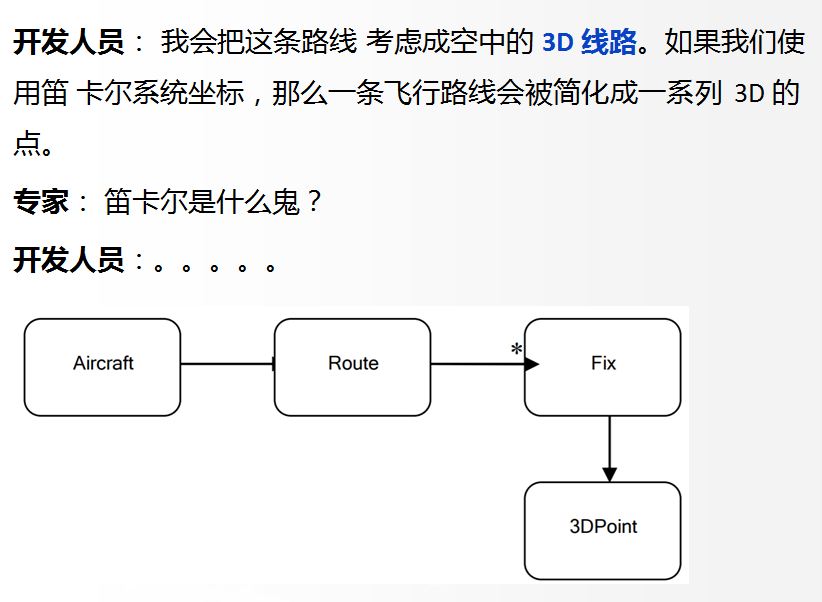 开发人员： 我会把这条路线 考虑成空中的 3D 线路。如果我们使
用笛 卡尔系统坐标，那么一条飞行路线会被简化成一系列 3D 的
点。
专家： 笛卡尔是什么鬼？
开发人员：。。。。。
Aircraft
Route
*
Fix
3DPoint